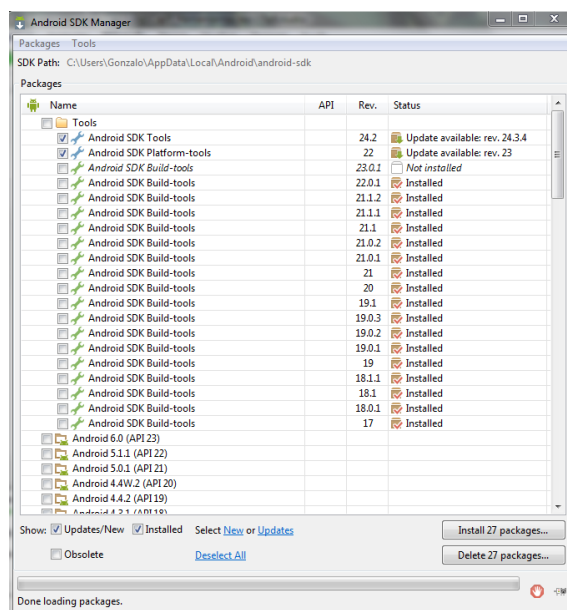 Android SDK Manager
Packages Tools
SDK Path: C:\Users\Gonzalo\AppData\Local\Android\android-sdk
Packages
Name API Rev. Status
Tools
Android SDK Tools 24.2 Update available: rev. 24.3.4
Android SDK Platform-tools 22 Update available: rev. 23
Android SDK Build-tools 23.0.1 Not installed
Android SDK Build-tools 22.0.1 Installed
Android SDK Build-tools 21.1.2 Installed
Android SDK Build-tools 21.1.1 Installed
Android SDK Build-tools 21.1 Installed
Android SDK Build-tools 21.0.2 Installed
Android SDK Build-tools 21.0.1 Installed
Android SDK Build-tools 21 Installed
Android SDK Build-tools 20 Installed
Android SDK Build-tools 19.1 Installed
Android SDK Build-tools 19.0.3 Installed
Android SDK Build-tools 19.0.2 Installed
Android SDK Build-tools 19.0.1 Installed
Android SDK Build-tools 19 Installed
Android SDK Build-tools 18.1.1 Installed
Android SDK Build-tools 18.1 Installed
Android SDK Build-tools 18.0.1 Installed
Android SDK Build-tools 17 Installed
Android 6.0 (API 23)
Android 5.1.1 (API 22)
Android 5.0.1 (API 21)
Android 4.4W.2 (API 20)
Android 4.4.2 (API 19)
Android 4.3.1 (API 18)
Show: Updates/New Installed Select New or Updates Install 27 packages...
Obsolete Deselect All Delete 27 packages...
Done loading packages.